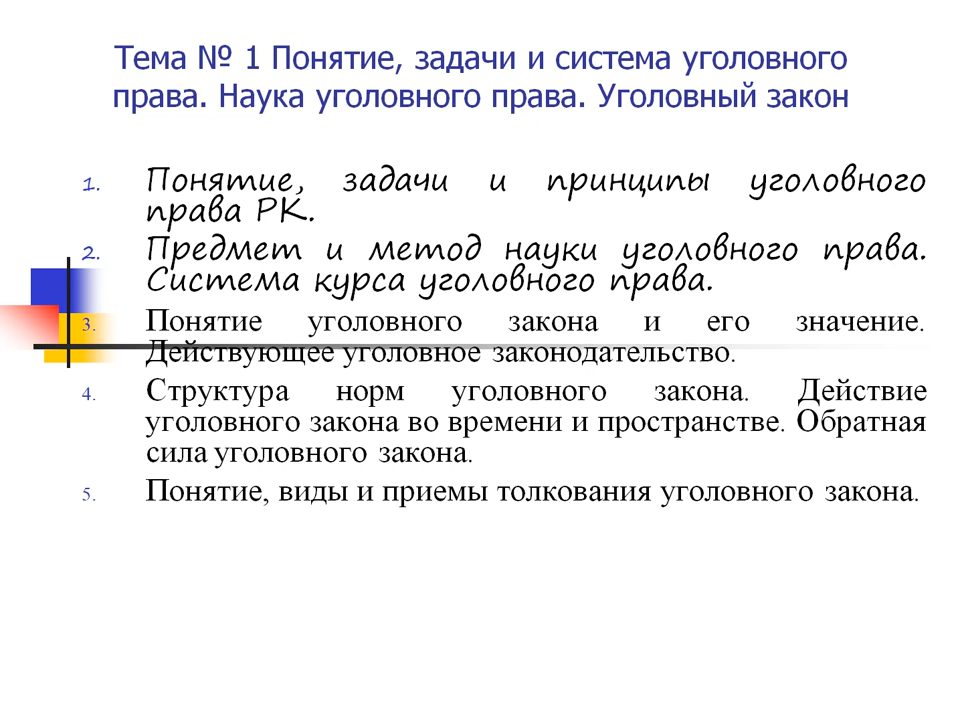 Тема № 1 Понятие, задачи и система уголовного
права. Наука уголовного права. Уголовный закон
1. Понятие, задачи и принципы уголовного
права РК.
2. Предмет и метод науки уголовного права.
Система курса уголовного права.
3. Понятие уголовного закона и его значение.
Действующее уголовное законодательство.
4. Структура норм уголовного закона. Действие
уголовного закона во времени и пространстве. Обратная
сила уголовного закона.
5. Понятие, виды и приемы толкования уголовного закона.